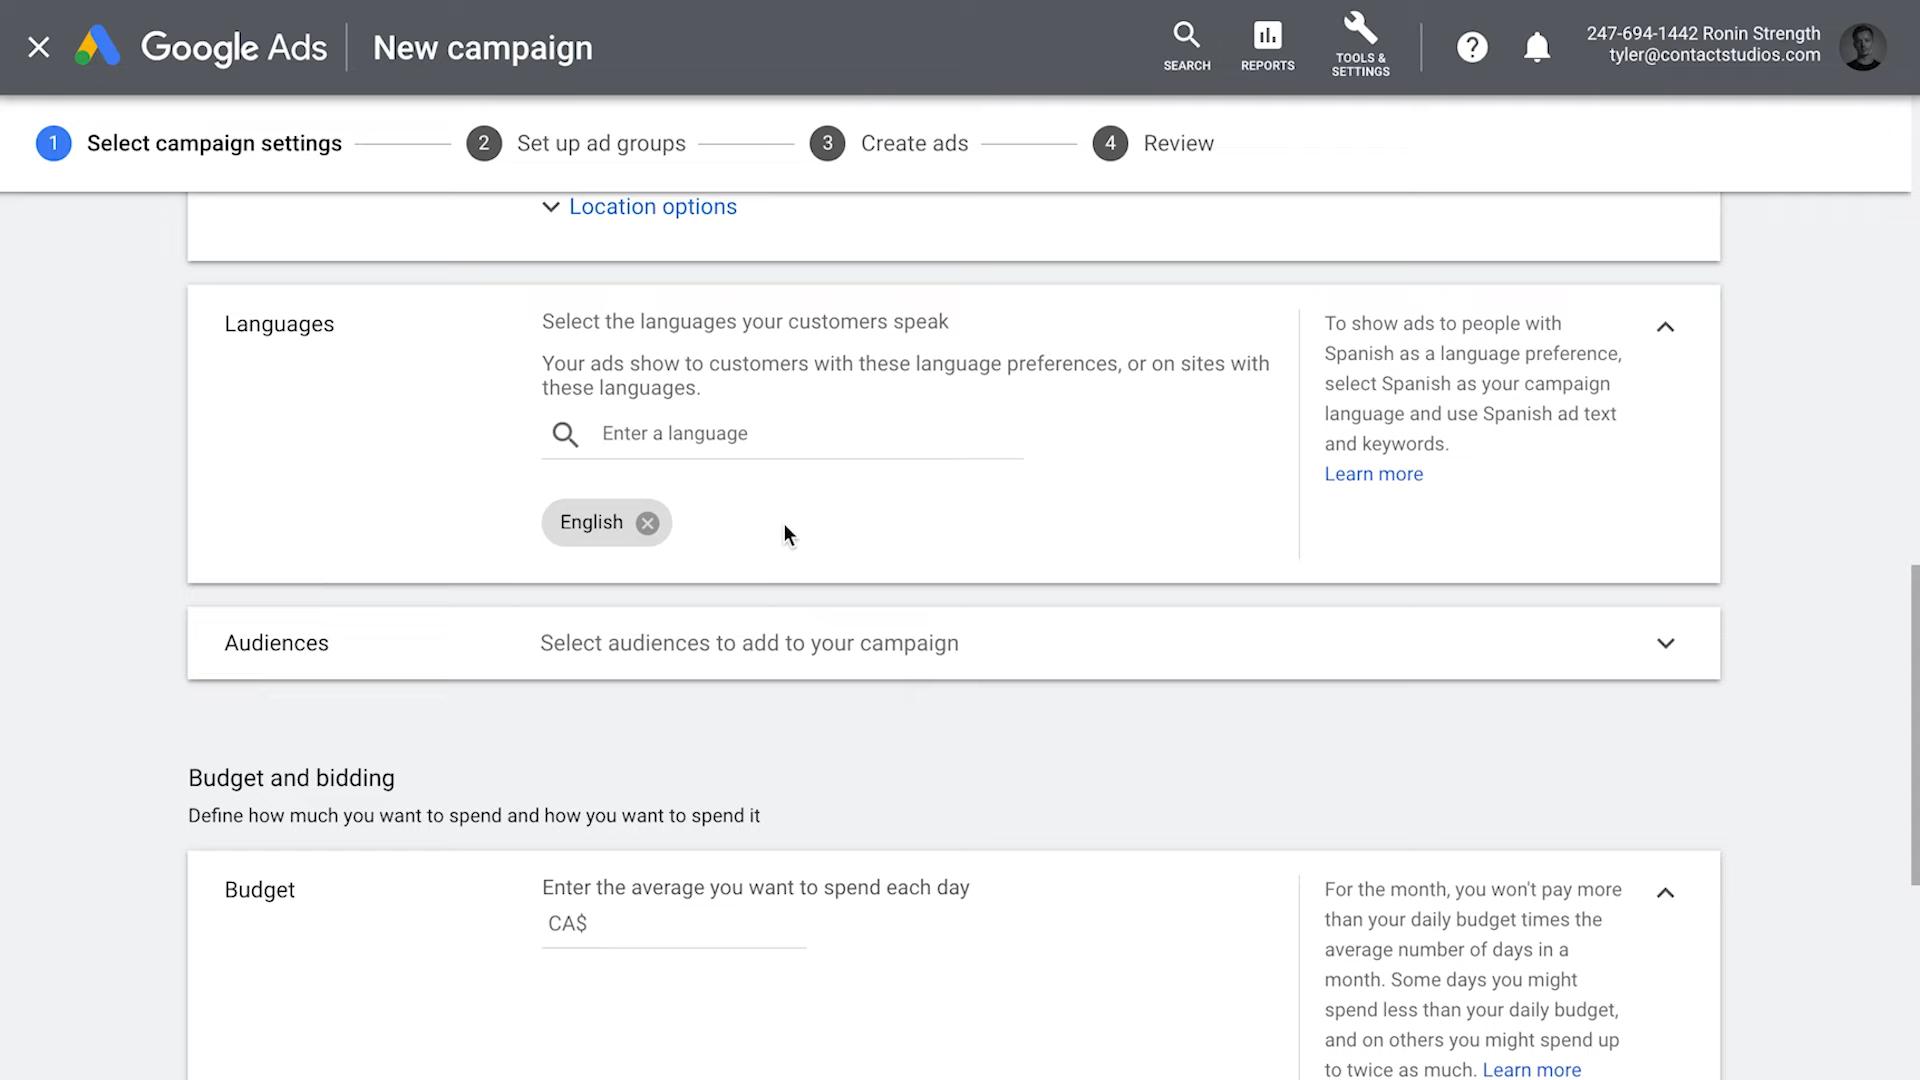 Google Ads
New campaign
SEARCH
REPORTS
TOOLS &
SETTINGS
247-694-1442 Ronin Strength
tyler@contactstudios.com
1 Select campaign settings
2 Set up ad groups
3 Create ads
4 Review
Location options
Languages
Select the languages your customers speak
Your ads show to customers with these language preferences, or on sites with
these languages.
Enter a language
English
To show ads to people with
Spanish as a language preference,
select Spanish as your campaign
language and use Spanish ad text
and keywords.
Learn more
Audiences
Select audiences to add to your campaign
Budget and bidding
Define how much you want to spend and how you want to spend it
Budget
Enter the average you want to spend each day
CA$
For the month, you won't pay more
than your daily budget times the
average number of days in a
month. Some days you might
spend less than your daily budget,
and on others you might spend up
to twice as much. Learn more